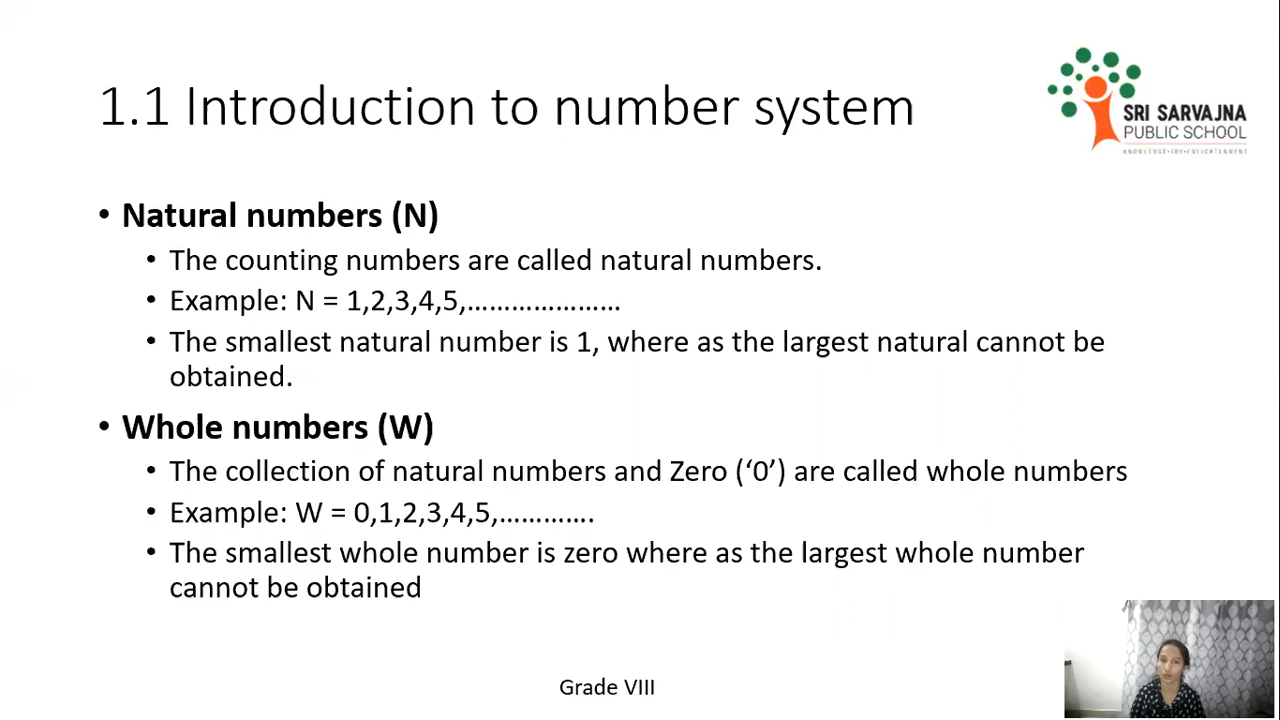 1.1 Introduction to number system
SRI SARVAJNA
PUBLIC SCHOOL
KNOWLEDGE•JOY•ENLIGHTENMENT
• Natural numbers (N)
• The counting numbers are called natural numbers.
• Example: N = 1,2,3,4,5,…………………
• The smallest natural number is 1, where as the largest natural cannot be
obtained.
• Whole numbers (W)
• The collection of natural numbers and Zero (‘0’) are called whole numbers
• Example: W = 0,1,2,3,4,5,………….
• The smallest whole number is zero where as the largest whole number
cannot be obtained
Grade VIII